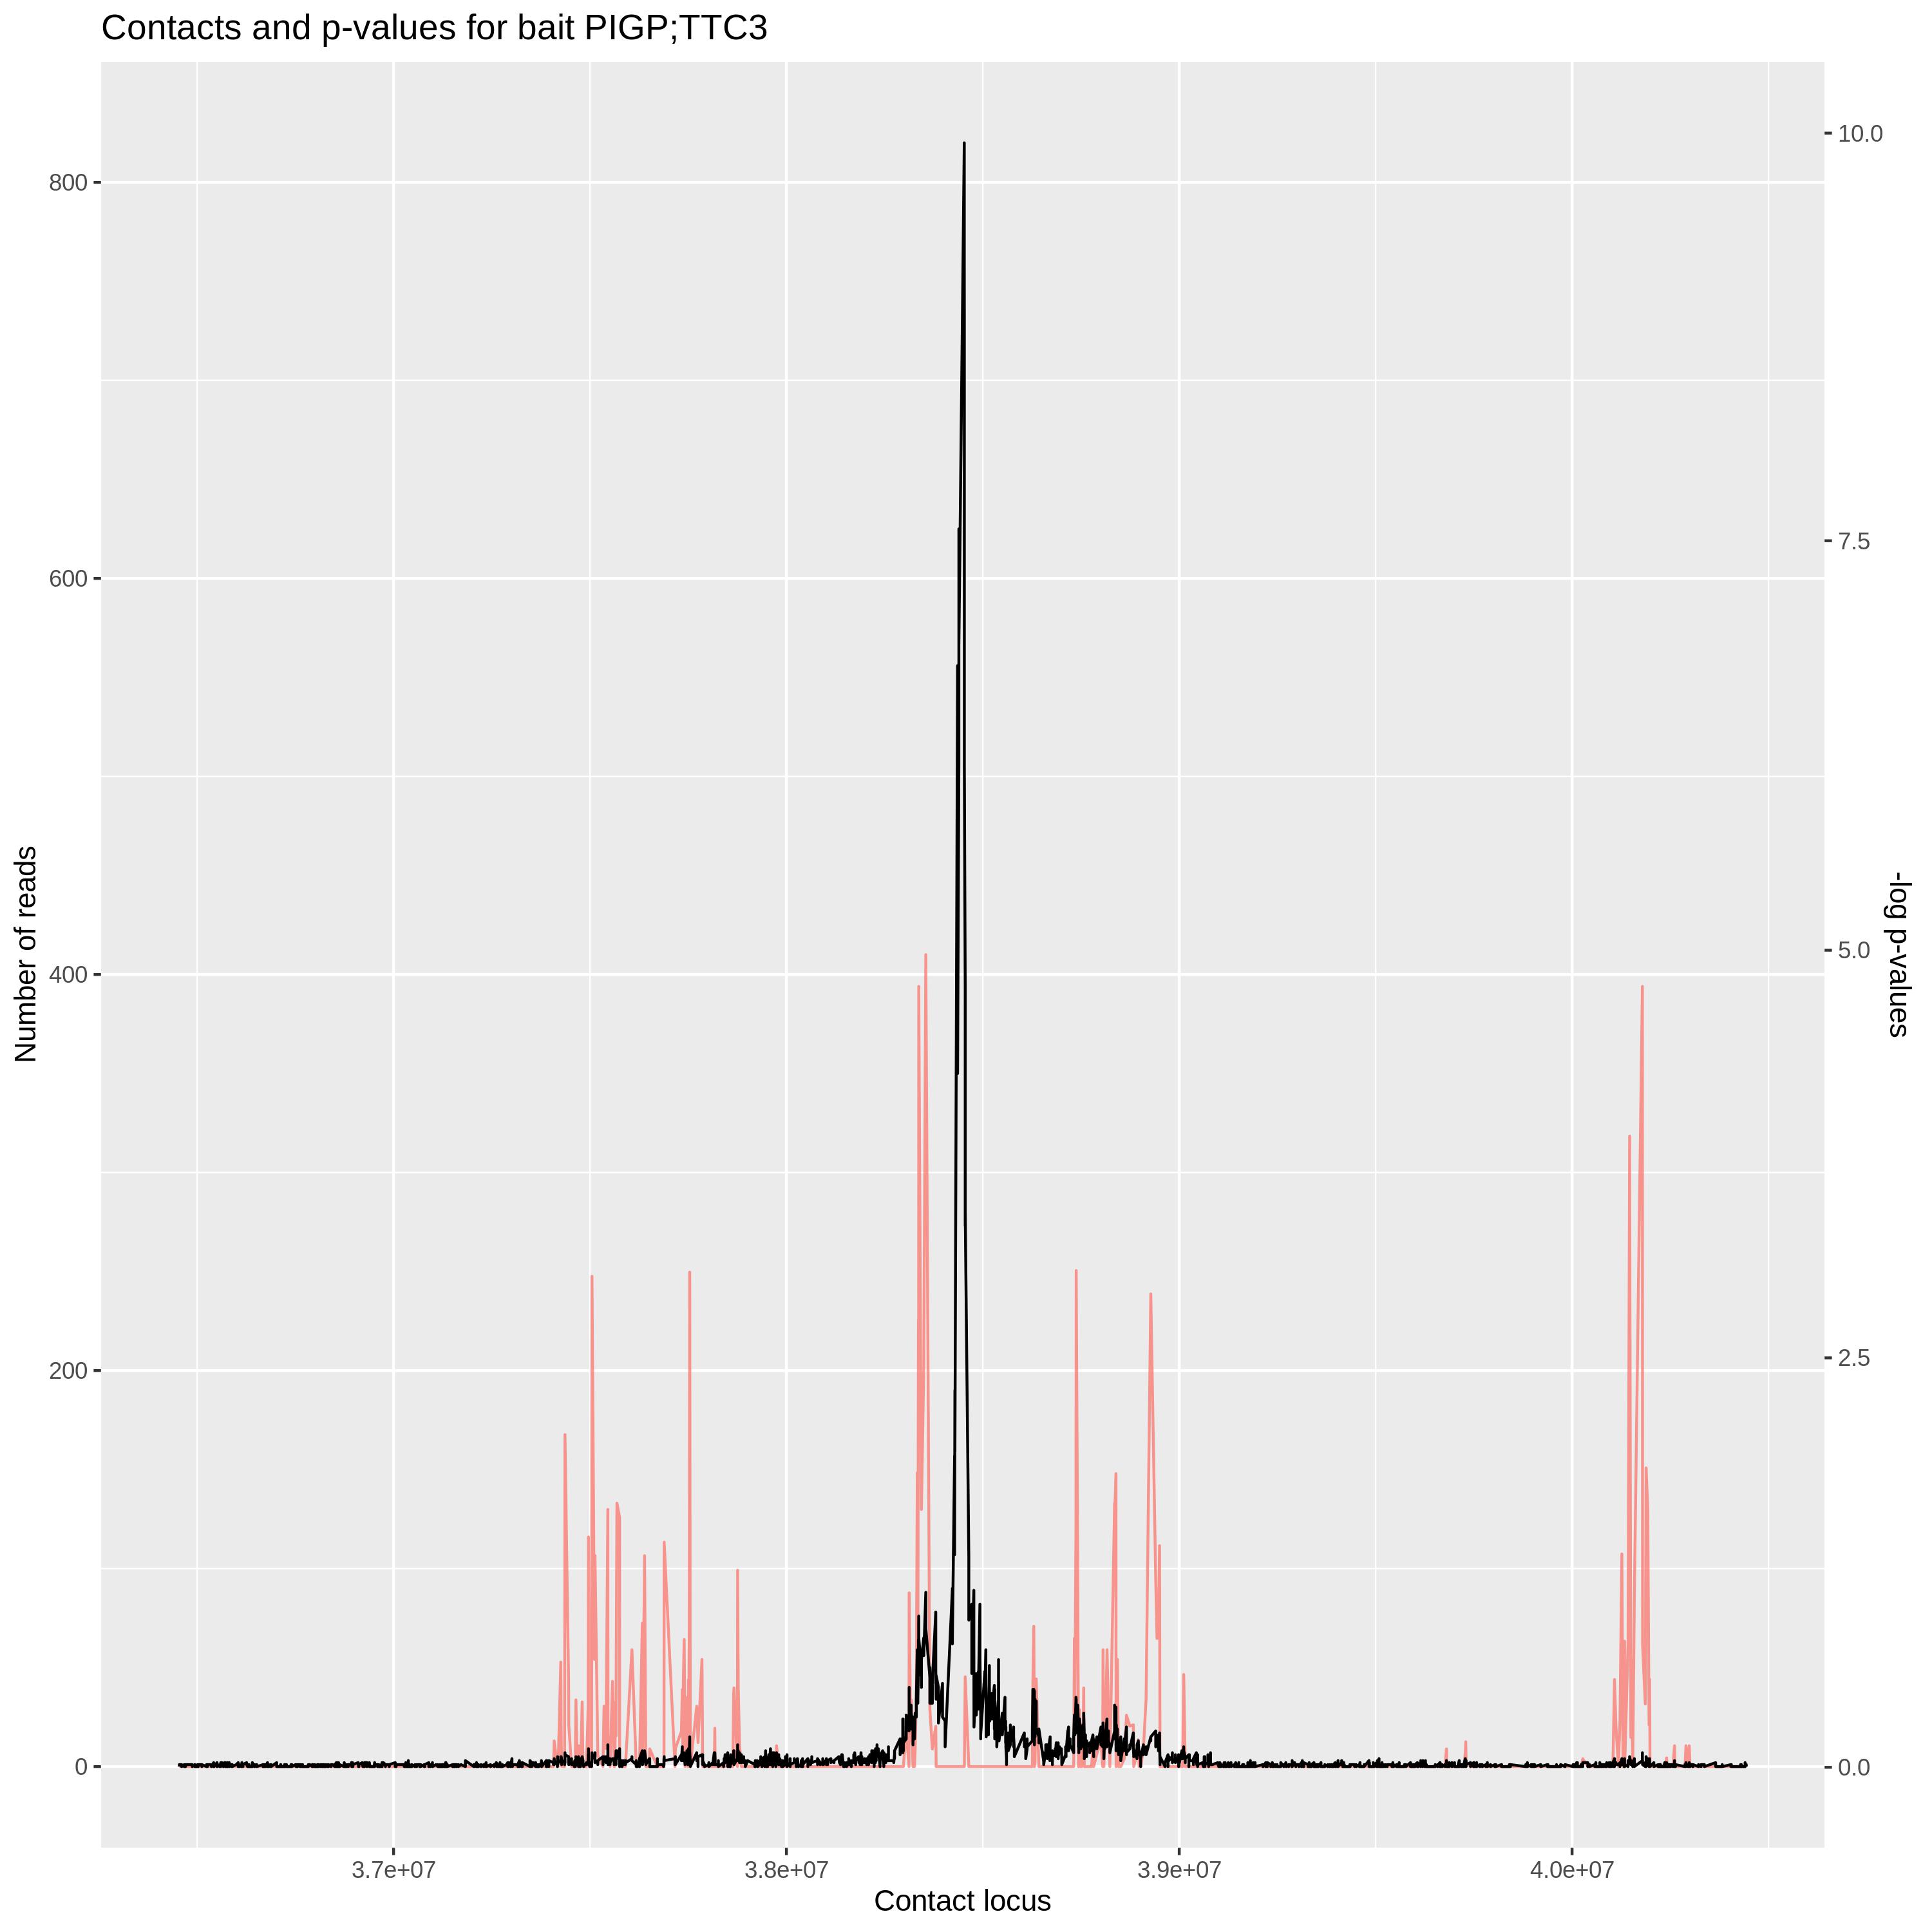 Contacts and p-values for bait PIGP;TTC3
Number of reads
800
600
400
200
0
10.0
7.5
5.0
2.5
0.0
-log p-values
3.7e+07
3.8e+07
3.9e+07
4.0e+07
Contact locus